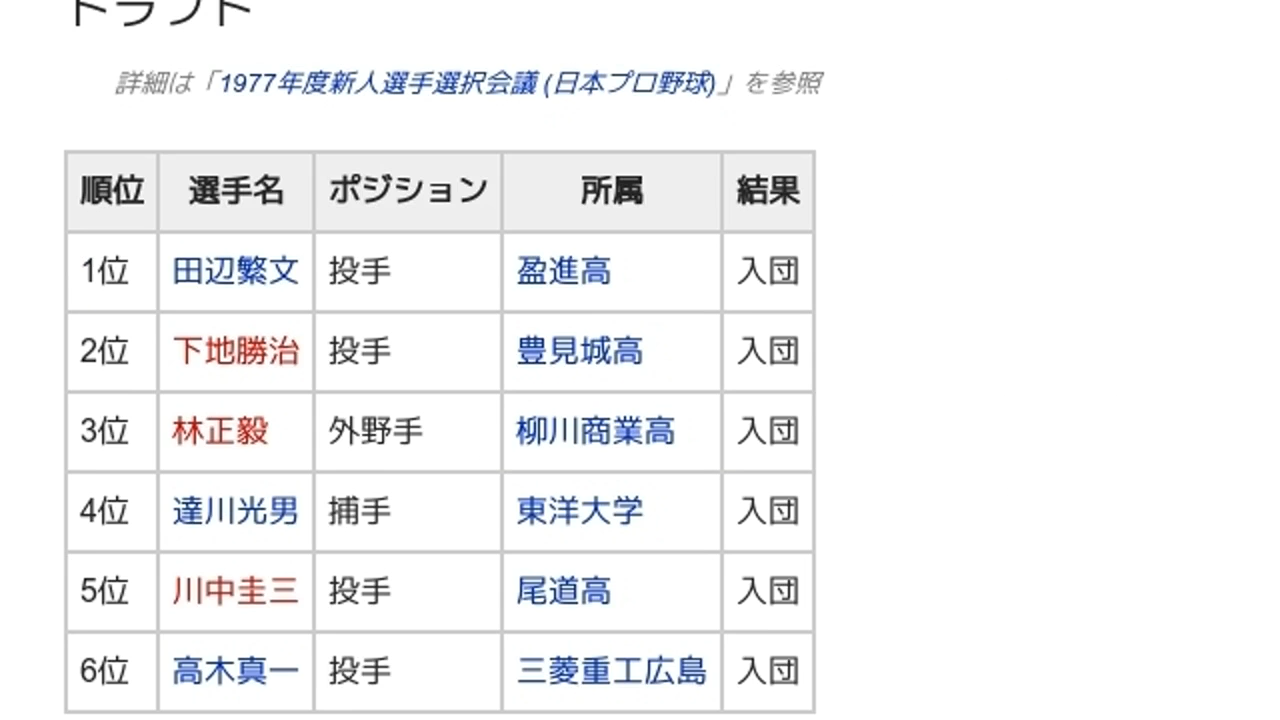 ドラフト
詳細は「1977年度新人選手選択会議 (日本プロ野球)」を参照
順位 選手名 ポジション 所属 結果
1位 田辺繁文 投手 盈進高 入団
2位 下地勝治 投手 豊見城高 入団
3位 林正毅 外野手 柳川商業高 入団
4位 達川光男 捕手 東洋大学 入団
5位 川中圭三 投手 尾道高 入団
6位 高木真一 投手 三菱重工広島 入団